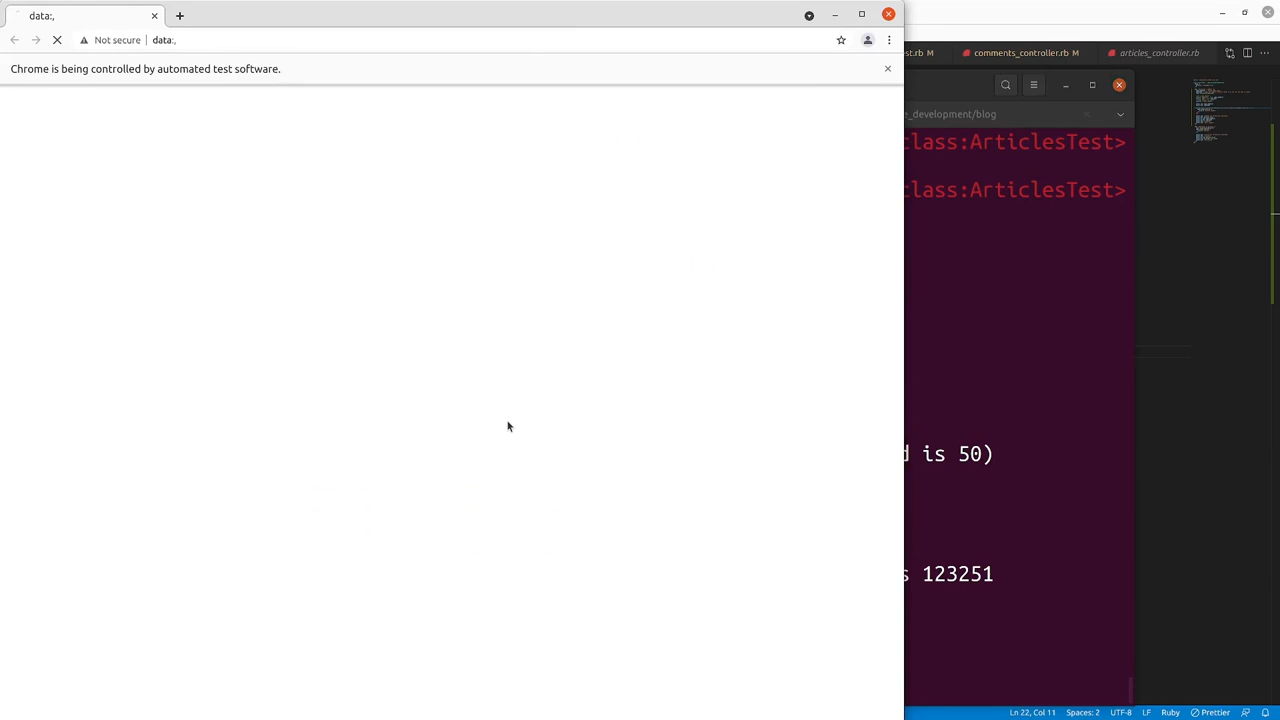 data:,
Not secure
data:,
Chrome is being controlled by automated test software.
M
comments_controller.rb M
articles_controller.rb
_development/blog
class:ArticlesTest>
class:ArticlesTest>
is 50)
123251
Ln 22, Col 11
Spaces: 2
UTF-8
LF
Ruby
Prettier